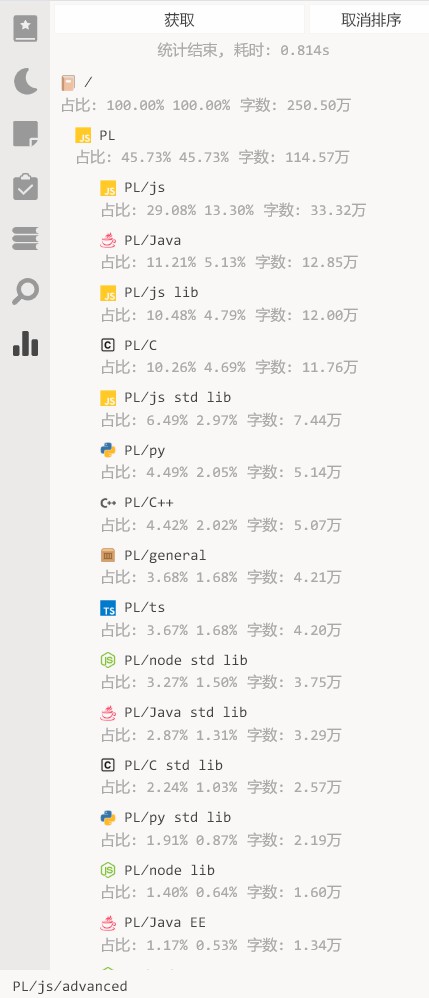 获取 取消排序
统计结束, 耗时: 0.814s
/
占比: 100.00% 100.00% 字数: 250.50万
JS PL
占比: 45.73% 45.73% 字数: 114.57万
JS PL/js
占比: 29.08% 13.30% 字数: 33.32万
PL/Java
占比: 11.21% 5.13% 字数: 12.85万
JS PL/js lib
占比: 10.48% 4.79% 字数: 12.00万
C PL/C
占比: 10.26% 4.69% 字数: 11.76万
JS PL/js std lib
占比: 6.49% 2.97% 字数: 7.44万
PL/py
占比: 4.49% 2.05% 字数: 5.14万
C++ PL/C++
占比: 4.42% 2.02% 字数: 5.07万
PL/general
占比: 3.68% 1.68% 字数: 4.21万
TS PL/ts
占比: 3.67% 1.68% 字数: 4.20万
JS PL/node std lib
占比: 3.27% 1.50% 字数: 3.75万
PL/Java std lib
占比: 2.87% 1.31% 字数: 3.29万
C PL/C std lib
占比: 2.24% 1.03% 字数: 2.57万
PL/py std lib
占比: 1.91% 0.87% 字数: 2.19万
JS PL/node lib
占比: 1.40% 0.64% 字数: 1.60万
PL/Java EE
占比: 1.17% 0.53% 字数: 1.34万
PL/js/advanced